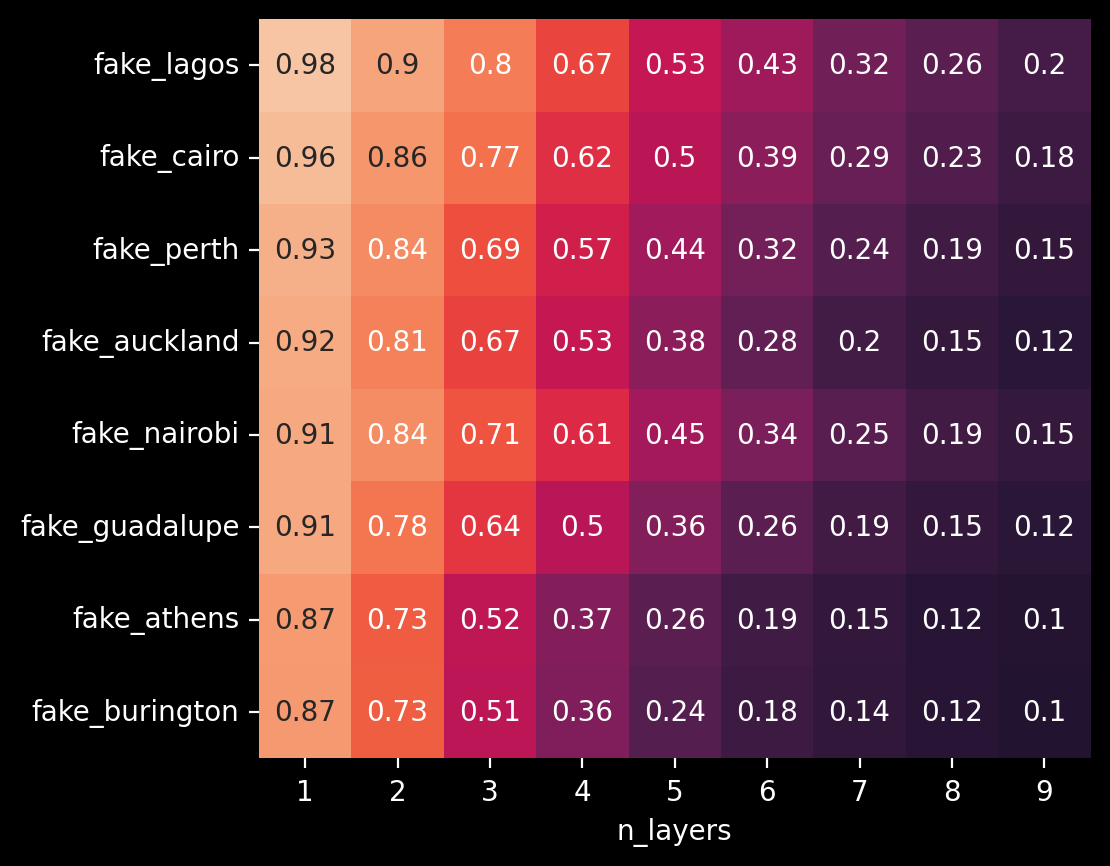 fake_lagos 0.98 0.9 0.8 0.67 0.53 0.43 0.32 0.26 0.2
fake_cairo 0.96 0.86 0.77 0.62 0.5 0.39 0.29 0.23 0.18
fake_perth 0.93 0.84 0.69 0.57 0.44 0.32 0.24 0.19 0.15
fake_auckland 0.92 0.81 0.67 0.53 0.38 0.28 0.2 0.15 0.12
fake_nairobi 0.91 0.84 0.71 0.61 0.45 0.34 0.25 0.19 0.15
fake_guadalupe 0.91 0.78 0.64 0.5 0.36 0.26 0.19 0.15 0.12
fake_athens 0.87 0.73 0.52 0.37 0.26 0.19 0.15 0.12 0.1
fake_burington 0.87 0.73 0.51 0.36 0.24 0.18 0.14 0.12 0.1
1 2 3 4 5 6 7 8 9
n_layers